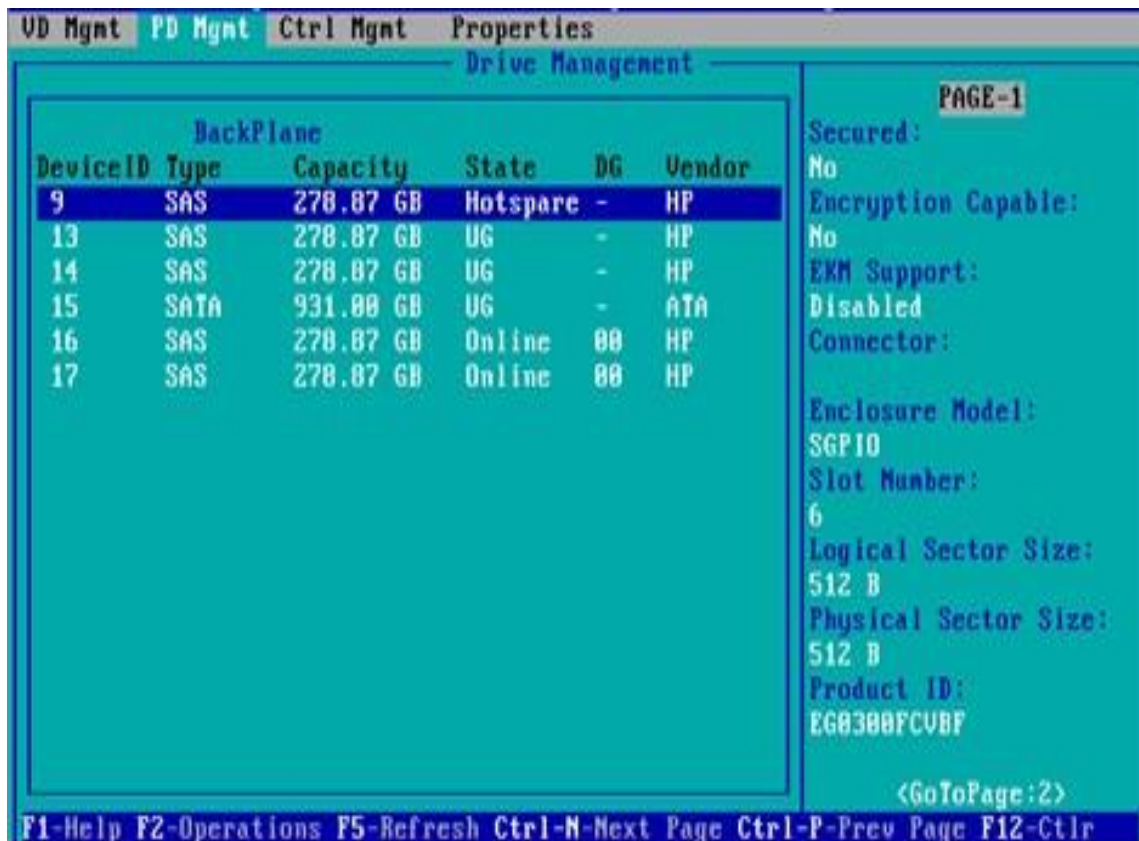 VD Mgmt PD Mgmt Ctrl Mgmt Properties
Drive Management
BackPlane
DeviceID Type Capacity State DG Vendor
9 SAS 278.87 GB Hotspare - HP
13 SAS 278.87 GB UG - HP
14 SAS 278.87 GB UG - HP
15 SATA 931.00 GB UG - ATA
16 SAS 278.87 GB Online 00 HP
17 SAS 278.87 GB Online 00 HP
PAGE-1
Secured:
No
Encryption Capable:
No
EKM Support:
Disabled
Connector:
Enclosure Model:
SGPIO
Slot Number:
6
Logical Sector Size:
512 B
Physical Sector Size:
512 B
Product ID:
EG0300FCVBF
<GoToPage:2>
F1-Help F2-Operations F5-Refresh Ctrl-N-Next Page Ctrl-P-Prev Page F12-Ctlr